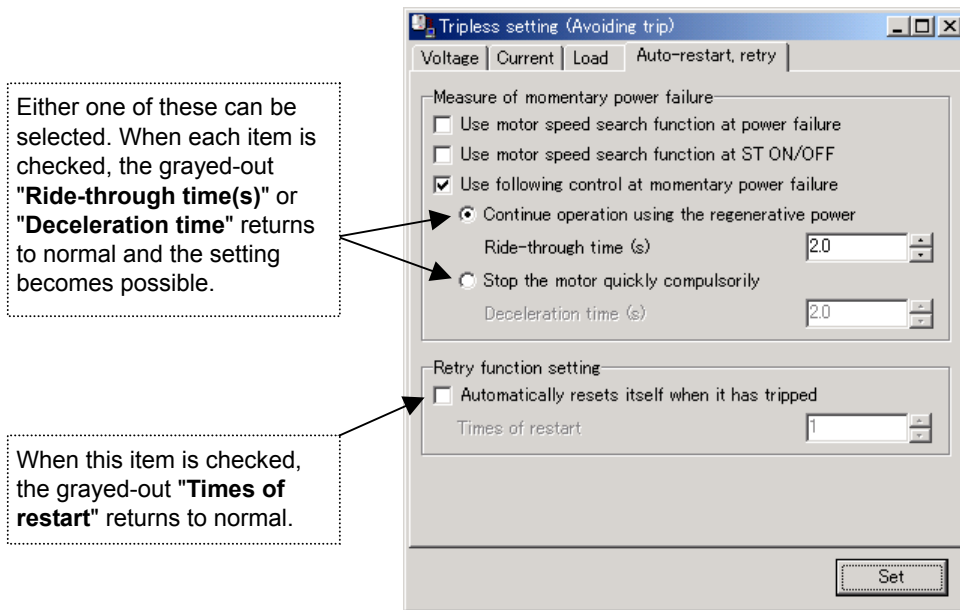 Tripless setting (Avoiding trip)
Voltage
Current
Load
Auto-restart, retry
Either one of these can be
selected. When each item is
checked, the grayed-out
"Ride-through time(s)" or
"Deceleration time" returns
to normal and the setting
becomes possible.
Measure of momentary power failure
Use motor speed search function at power failure
Use motor speed search function at ST ON/OFF
Use following control at momentary power failure
Continue operation using the regenerative power
Ride-through time (s)
2.0
Stop the motor quickly compulsorily
Deceleration time (s)
2.0
Retry function setting
Automatically resets itself when it has tripped
Times of restart
1
When this item is checked,
the grayed-out "Times of
restart" returns to normal.
Set